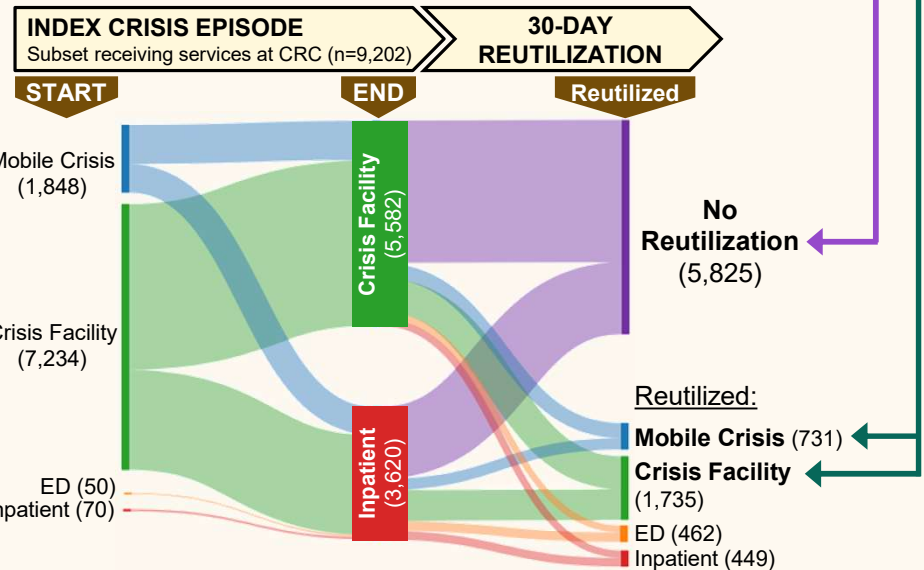 INDEX CRISIS EPISODE
Subset receiving services at CRC (n=9,202)
30-DAY
REUTILIZATION
START
END
Reutilized
Mobile Crisis
(1,848)
Crisis Facility
(7,234)
ED (50)
Inpatient (70)
Crisis Facility
(5,582)
Inpatient
(3,620)
No
Reutilization
(5,825)
Reutilized:
Mobile Crisis (731)
Crisis Facility
(1,735)
ED (462)
Inpatient (449)